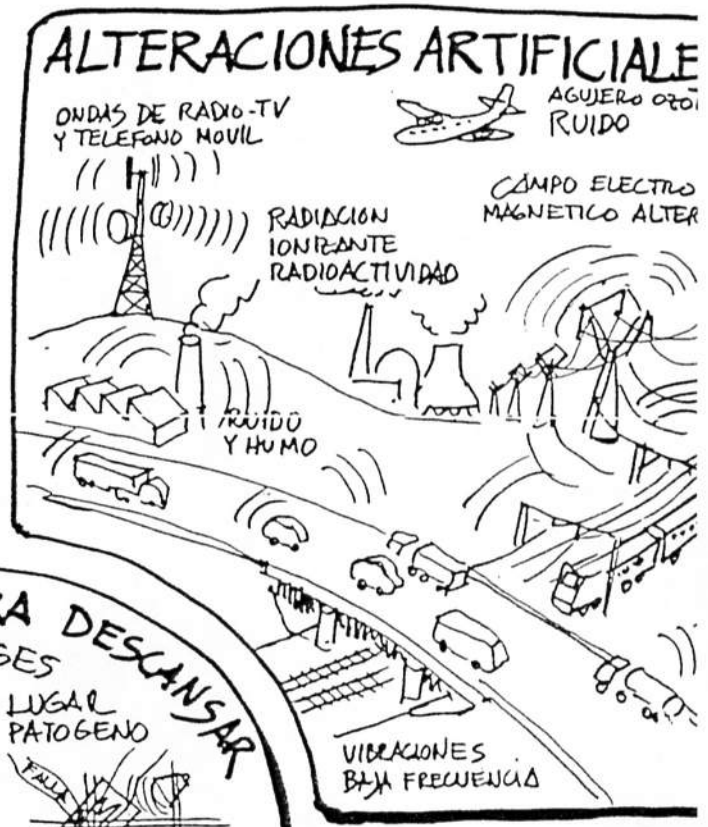 ALTERACIONES ARTIFICIALE
ONDAS DE RADIO-TV
Y TELEFONO MOVIL
AGUJERO OZO
RUIDO
CAMPO ELECTRO
MAGNETICO ALTER
RADIACION
IONIZANTE
RADIOACTIVIDAD
RUIDO
Y HUMO
VIBRACIONES
BAJA FRECUENCIA
RA DESCANSAR
SES
LUGAR
PATOGENO
FALLA